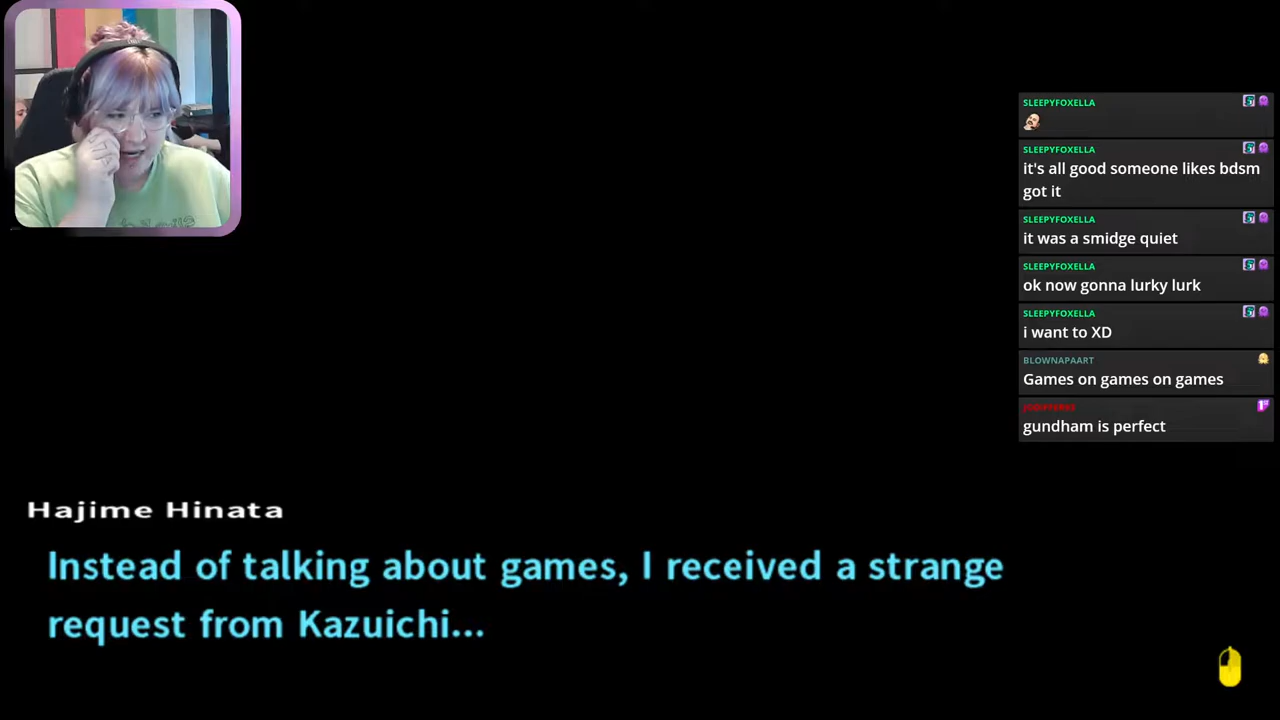 SLEEPYFOXELLA
SLEEPYFOXELLA
it's all good someone likes bdsm
got it
SLEEPYFOXELLA
it was a smidge quiet
SLEEPYFOXELLA
ok now gonna lurky lurk
SLEEPYFOXELLA
i want to XD
BLOWNAPAART
Games on games on games
gundham is perfect
Hajime Hinata
Instead of talking about games, I received a strange
request from Kazuichi...